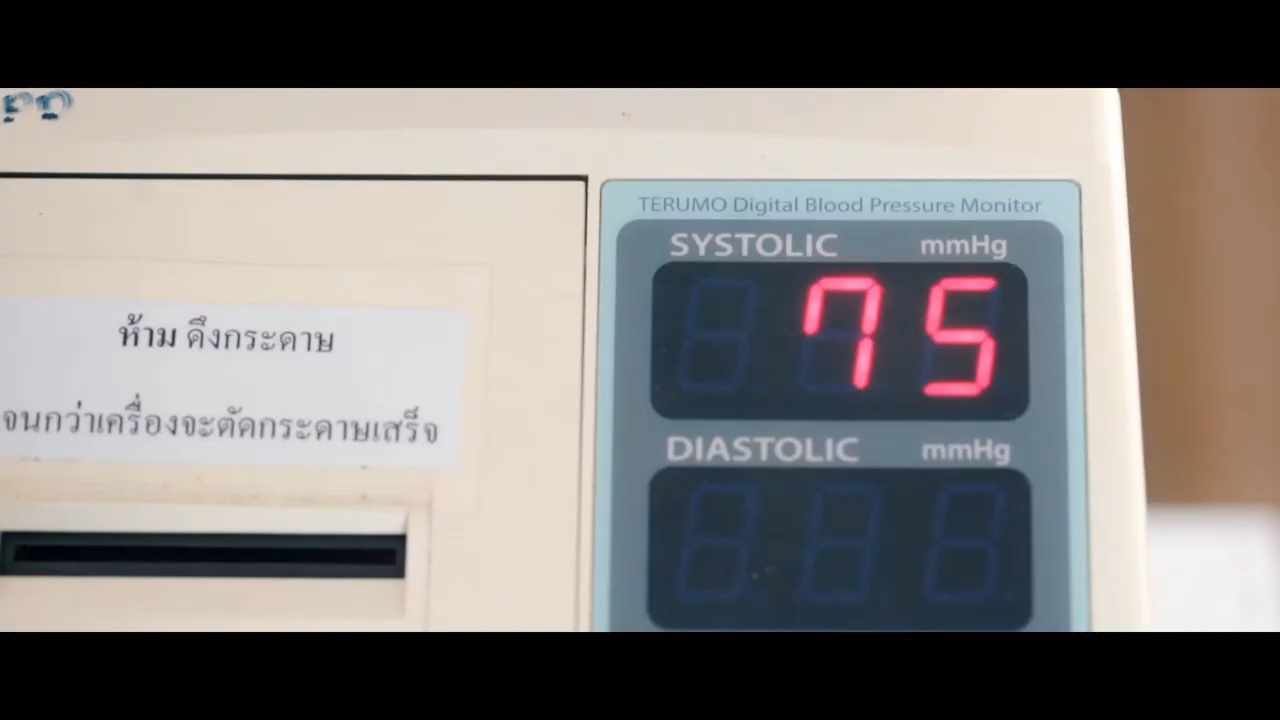 ห้าม ดึงกระดาษ
จนกว่าเครื่องจะตัดกระดาษเสร็จ
TERUMO Digital Blood Pressure Monitor
SYSTOLIC mmHg
75
DIASTOLIC mmHg